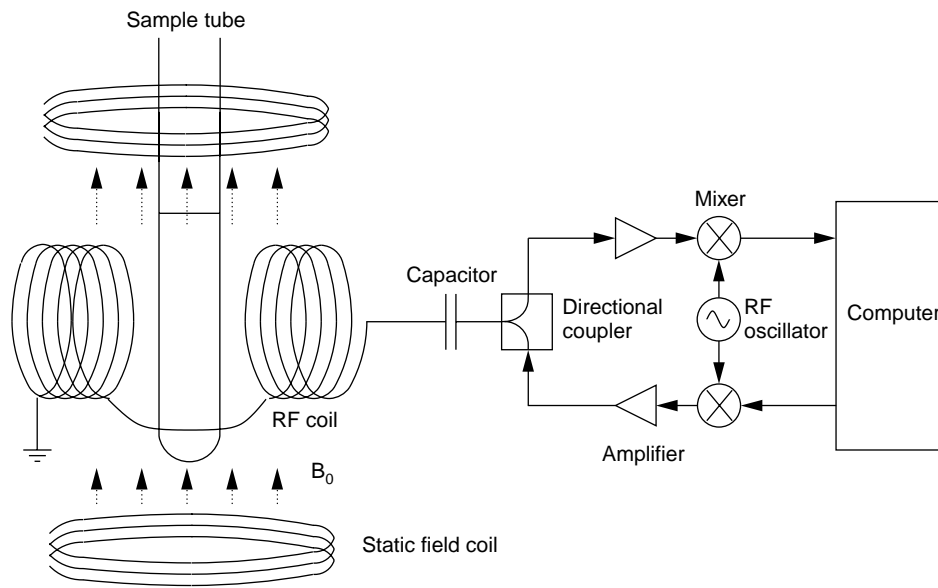 Sample tube
Mixer
Capacitor
Directional
coupler
RF
oscillator
Computer
RF coil
Amplifier
B0
Static field coil